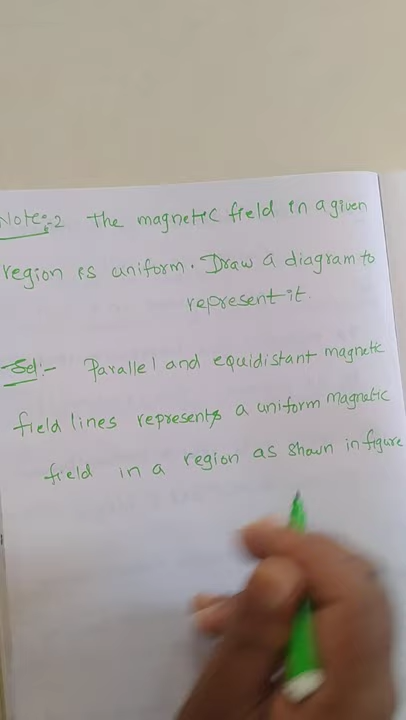 Note:-2 The magnetic field in a given
region is uniform. Draw a diagram to
represent it.
Sol:- Parallel and equidistant magnetic
field lines represents a uniform magnetic
field in a region as shown in figure